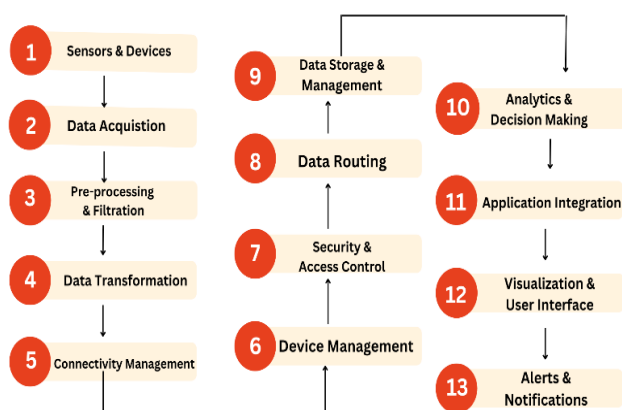 1
Sensors & Devices
2
Data Acquistion
3
Pre-processing
& Filtration
4
Data Transformation
5
Connectivity Management
6
Device Management
7
Security &
Access Control
8
Data Routing
9
Data Storage &
Management
10
Analytics &
Decision Making
11
Application Integration
12
Visualization &
User Interface
13
Alerts &
Notifications